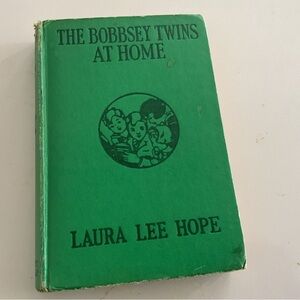 THE BOBBSEY TWINS
AT HOME
LAURA LEE HOPE